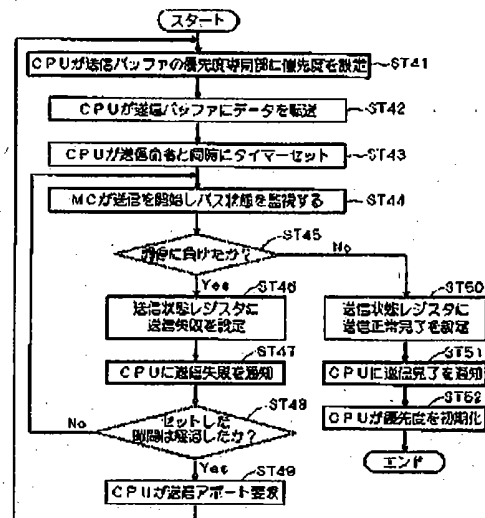 スタート
CPUが送信バッファの優先度専用部に優先度を設定
ST41
CPUが送信バッファにデータを転送
ST42
CPUが送信命令と同時にタイマーセット
ST43
MCが送信を開始しバス状態を監視する
ST44
ST45
に負けたか?
No
Yes
ST46
送信状態レジスタに
送信失敗を設定
ST50
送信状態レジスタに
送信正常完了を設定
ST47
CPUに送信失敗を通知
ST51
CPUに送信完了を通知
ST48
セットした
時間は経過したか?
No
ST52
CPUが優先度を初期化
Yes
エンド
ST49
CPUが送信アボート要求